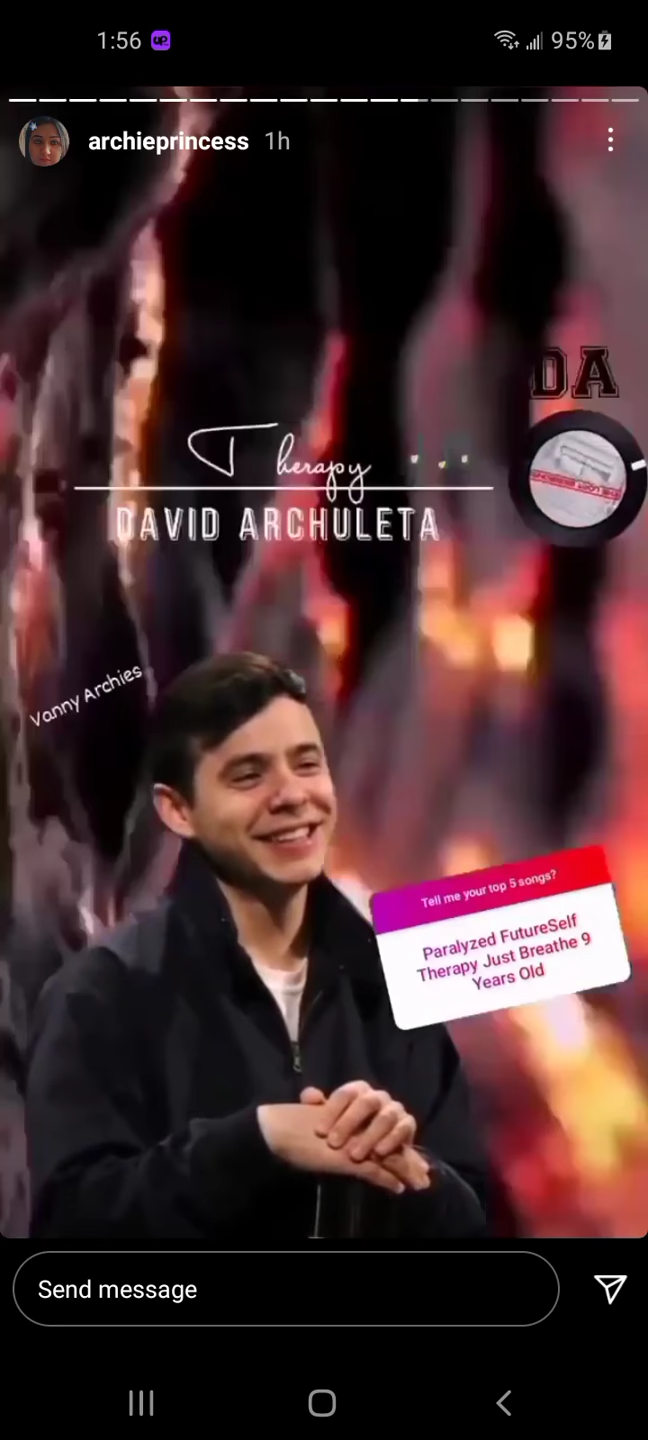 1:56
up
95%
archieprincess 1h
DA
Therapy
DAVID ARCHULETA
Vanny Archies
Tell me your top 5 songs?
Paralyzed FutureSelf
Therapy Just Breathe 9
Years Old
Send message